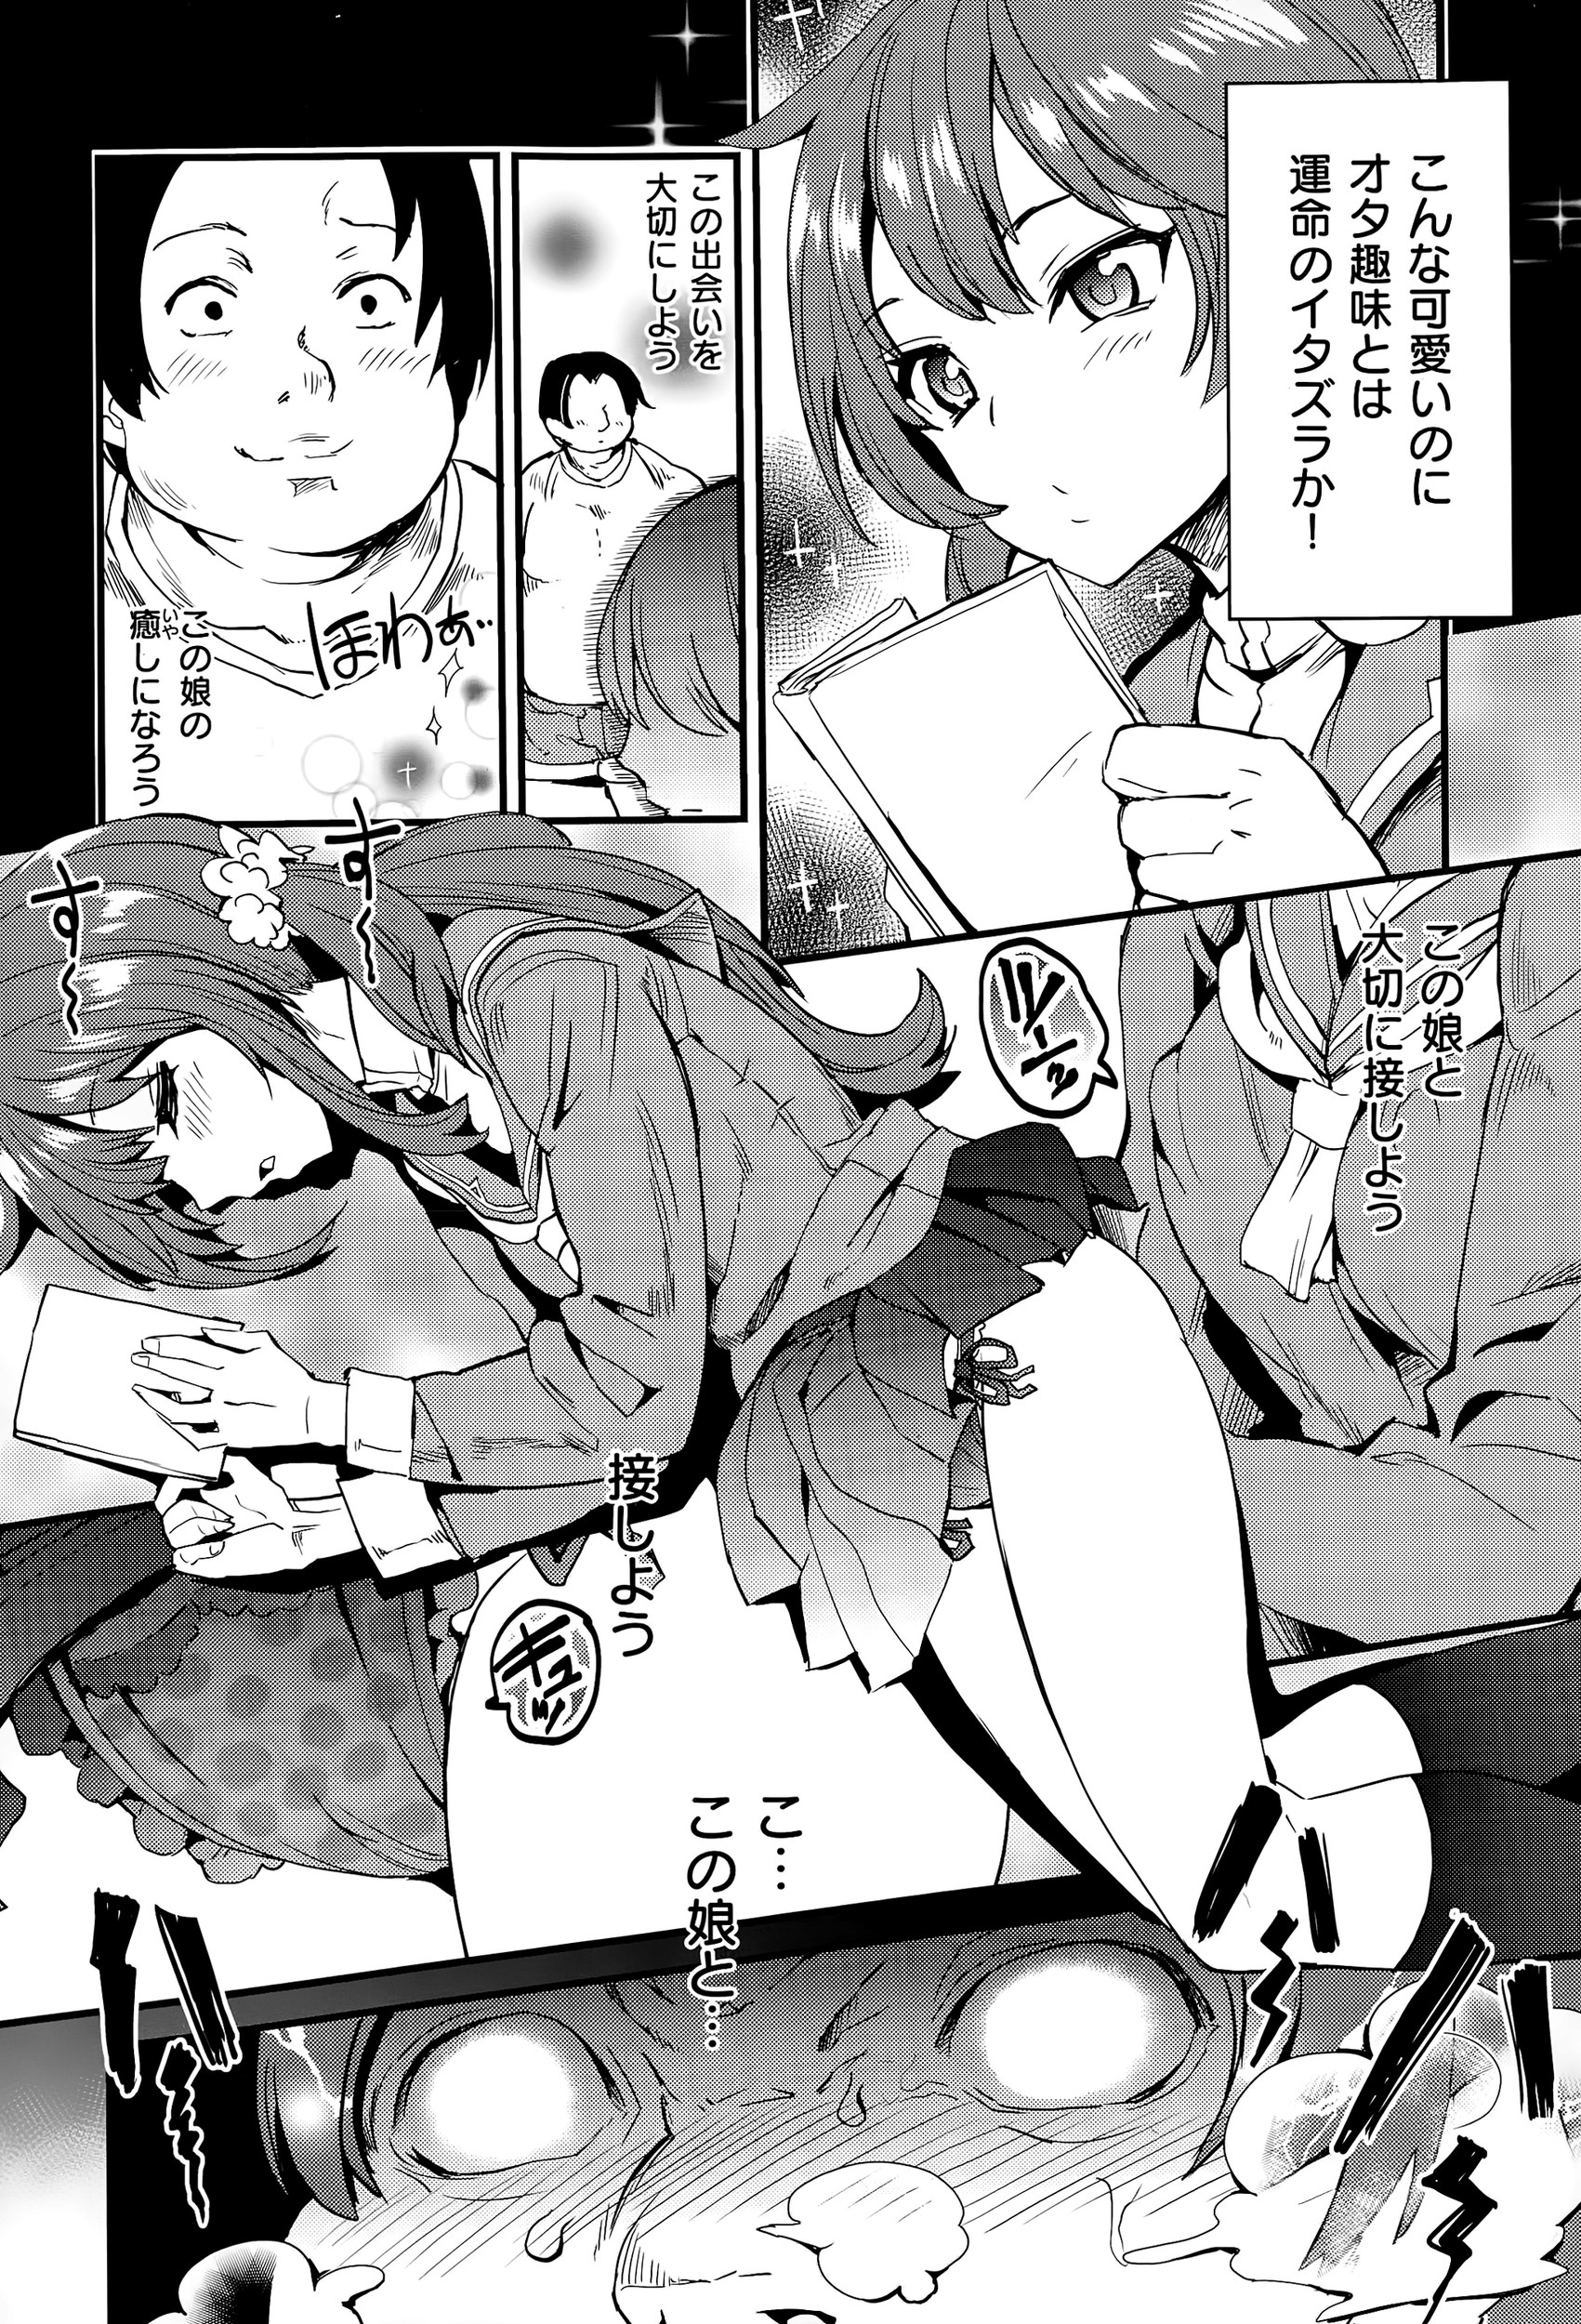 こんな可愛いのに
オタ趣味とは
運命のイタズラか!
この出会いを
大切にしよう
ほわぁ
この娘の
癒しになろう
いや
この娘と
大切に接しよう
す〜
す〜
接しよう
キュッ
こ…
この娘と…